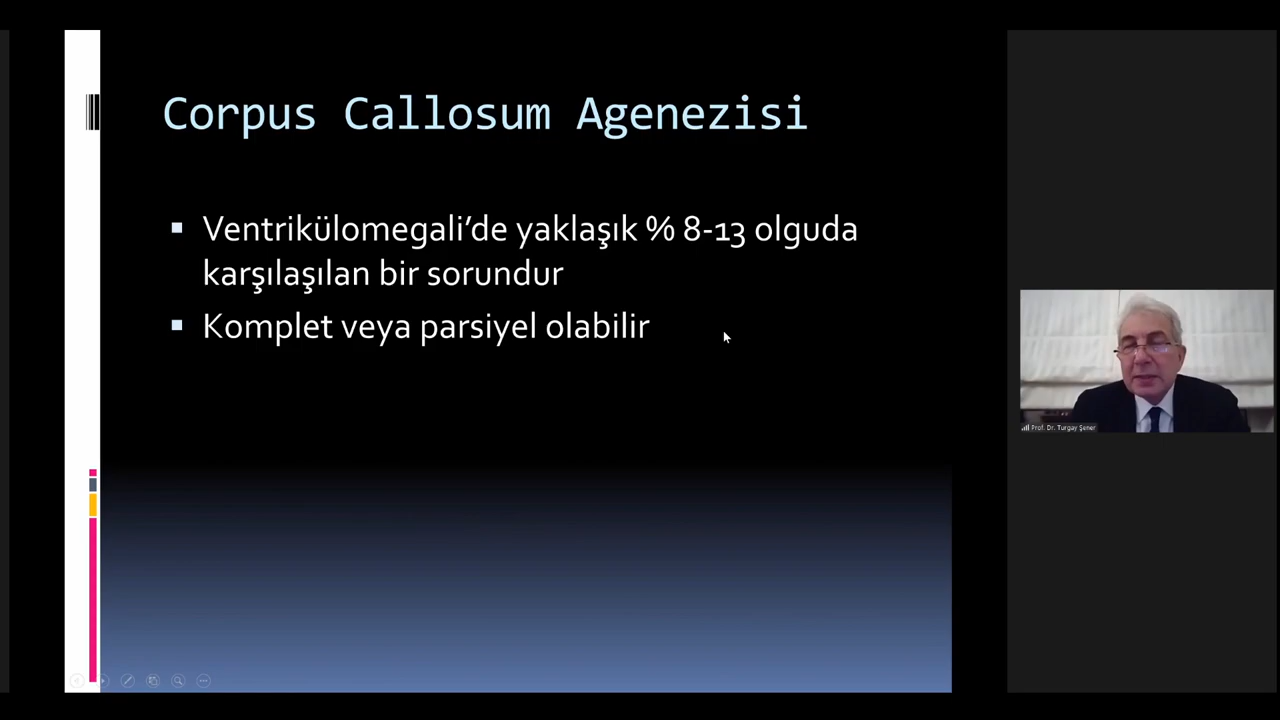 Corpus Callosum Agenezisi
Ventrikülomegali’de yaklaşık % 8-13 olguda
karşılaşılan bir sorundur
Komplet veya parsiyel olabilir
Prof. Dr. Turgay Şener